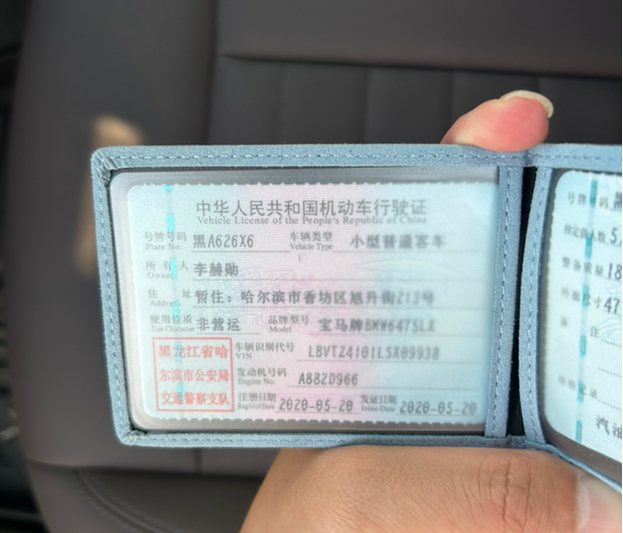 中华人民共和国机动车行驶证
Vehicle License of the People's Republic of China
号牌号码 黑A626X6 车辆类型 小型普通客车
Plate No. Vehicle Type
所有人 李赫勋
Owner
住址 暂住：哈尔滨市香坊区旭升街213号
Address
使用性质 非营运 品牌型号 宝马牌BMW6475LX
Use Character Model
黑龙江省哈
尔滨市公安局
交通警察支队
车辆识别代号 LBVTZ4101LSX09938
VIN
发动机号码 A882D966
Engine No.
注册日期 2020-05-20 发证日期 2020-05-20
Register Date Issue Date